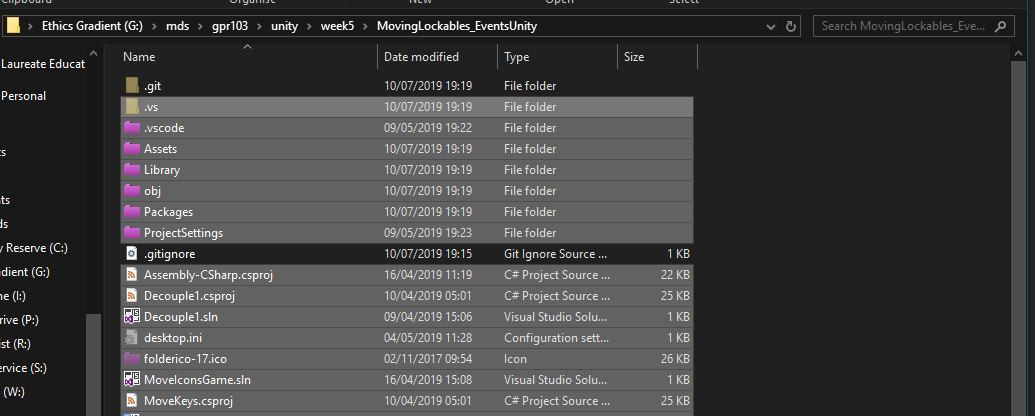 Organise New Open Select
Ethics Gradient (G:) > mds > gpr103 > unity > week5 > MovingLockables_EventsUnity Search MovingLockables_Eve...
Name Date modified Type Size
Laureate Educat
Personal
.git 10/07/2019 19:19 File folder
.vs 10/07/2019 19:19 File folder
.vscode 09/05/2019 19:22 File folder
Assets 10/07/2019 19:19 File folder
Library 10/07/2019 19:19 File folder
obj 10/07/2019 19:19 File folder
Packages 10/07/2019 19:19 File folder
ProjectSettings 09/05/2019 19:23 File folder
.gitignore 10/07/2019 19:15 Git Ignore Source ... 1 KB
Assembly-CSharp.csproj 16/04/2019 11:19 C# Project Source ... 22 KB
Decouple1.csproj 10/04/2019 05:01 C# Project Source ... 25 KB
Decouple1.sln 09/04/2019 15:06 Visual Studio Solu... 1 KB
desktop.ini 04/05/2019 11:28 Configuration sett... 1 KB
folderico-17.ico 02/11/2017 09:54 Icon 26 KB
MoveIconsGame.sln 16/04/2019 15:08 Visual Studio Solu... 1 KB
MoveKeys.csproj 10/04/2019 05:01 C# Project Source ... 25 KB
ts
nts
ds
y Reserve (C:)
dient (G:)
ne (I:)
rive (P:)
ist (R:)
ervice (S:)
(W:)